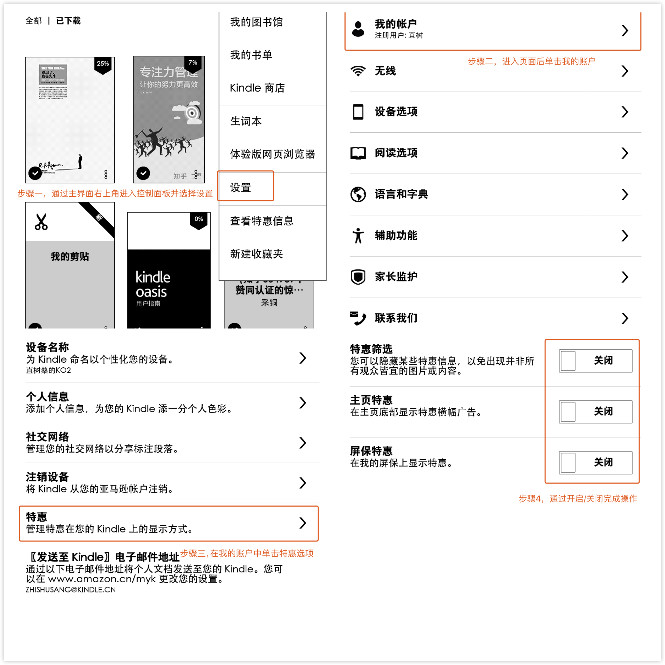 全部 | 已下载
25%
7%
专注力管理
让你的努力更高效
知乎
步骤一，通过主界面右上角进入控制面板并选择设置
我的剪贴
新
0%
kindle
oasis
用户指南
赞同认证的惊…
采铜
我的图书馆
我的书单
Kindle 商店
生词本
体验版网页浏览器
设置
查看特惠信息
新建收藏夹
我的帐户
注册用户: 直树
步骤二，进入页面后单击我的账户
无线
设备选项
阅读选项
语言和字典
辅助功能
家长监护
联系我们
设备名称
为 Kindle 命名以个性化您的设备。
直树桑的KO2
个人信息
添加个人信息，为您的 Kindle 添一分个人色彩。
社交网络
管理您的社交网络以分享标注段落。
注销设备
将 Kindle 从您的亚马逊帐户注销。
特惠
管理特惠在您的 Kindle 上的显示方式。
步骤三,在我的账户中单击特惠选项
〖发送至 Kindle〗电子邮件地址
通过以下电子邮件地址将个人文档发送至您的 Kindle。您可
以在 www.amazon.cn/myk 更改您的设置。
ZHISHUSANG@KINDLE.CN
特惠筛选
您可以隐藏某些特惠信息，以免出现并非所
有观众皆宜的图片或内容。
关闭
主页特惠
在主页底部显示特惠横幅广告。
关闭
屏保特惠
在我的屏保上显示特惠。
关闭
步骤4，通过开启/关闭完成操作